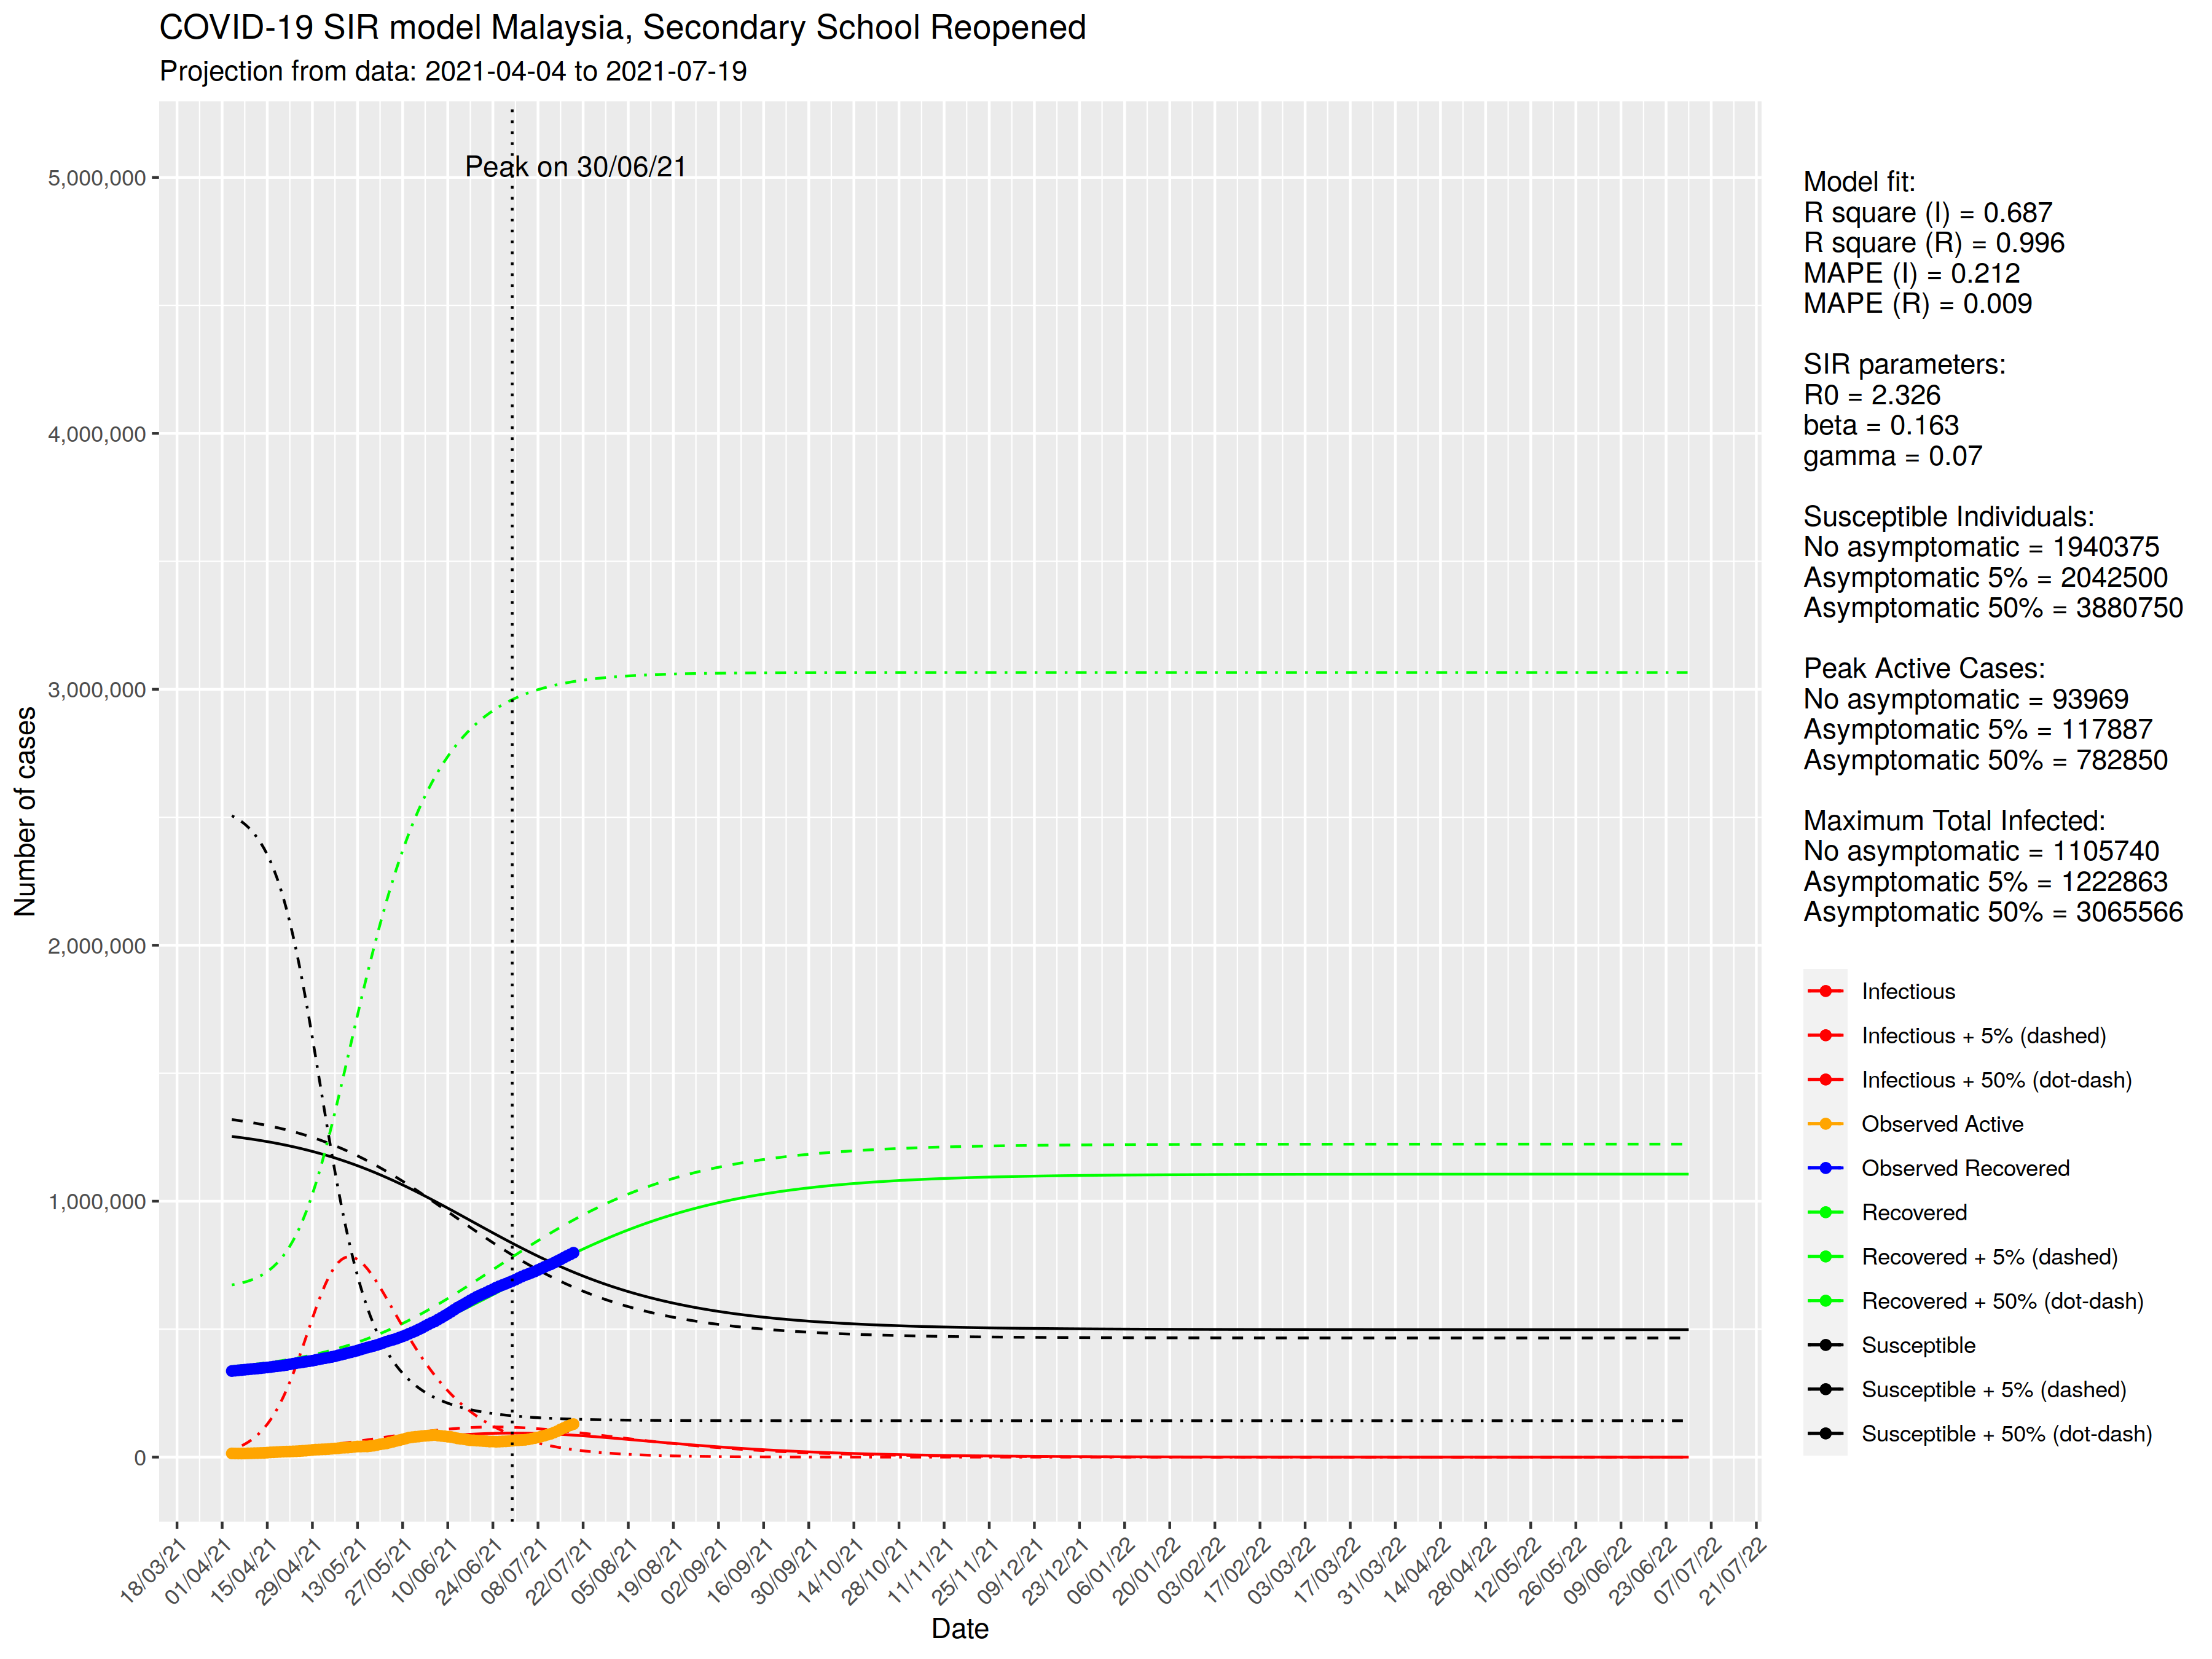 COVID-19 SIR model Malaysia, Secondary School Reopened
Projection from data: 2021-04-04 to 2021-07-19
Peak on 30/06/21
Number of cases
5,000,000
4,000,000
3,000,000
2,000,000
1,000,000
0
18/03/21
01/04/21
15/04/21
29/04/21
13/05/21
27/05/21
10/06/21
24/06/21
08/07/21
22/07/21
05/08/21
19/08/21
02/09/21
16/09/21
30/09/21
14/10/21
28/10/21
11/11/21
25/11/21
09/12/21
23/12/21
06/01/22
20/01/22
03/02/22
17/02/22
03/03/22
17/03/22
31/03/22
14/04/22
28/04/22
12/05/22
26/05/22
09/06/22
23/06/22
07/07/22
21/07/22
Date
Model fit:
R square (I) = 0.687
R square (R) = 0.996
MAPE (I) = 0.212
MAPE (R) = 0.009
SIR parameters:
R0 = 2.326
beta = 0.163
gamma = 0.07
Susceptible Individuals:
No asymptomatic = 1940375
Asymptomatic 5% = 2042500
Asymptomatic 50% = 3880750
Peak Active Cases:
No asymptomatic = 93969
Asymptomatic 5% = 117887
Asymptomatic 50% = 782850
Maximum Total Infected:
No asymptomatic = 1105740
Asymptomatic 5% = 1222863
Asymptomatic 50% = 3065566
Infectious
Infectious + 5% (dashed)
Infectious + 50% (dot-dash)
Observed Active
Observed Recovered
Recovered
Recovered + 5% (dashed)
Recovered + 50% (dot-dash)
Susceptible
Susceptible + 5% (dashed)
Susceptible + 50% (dot-dash)